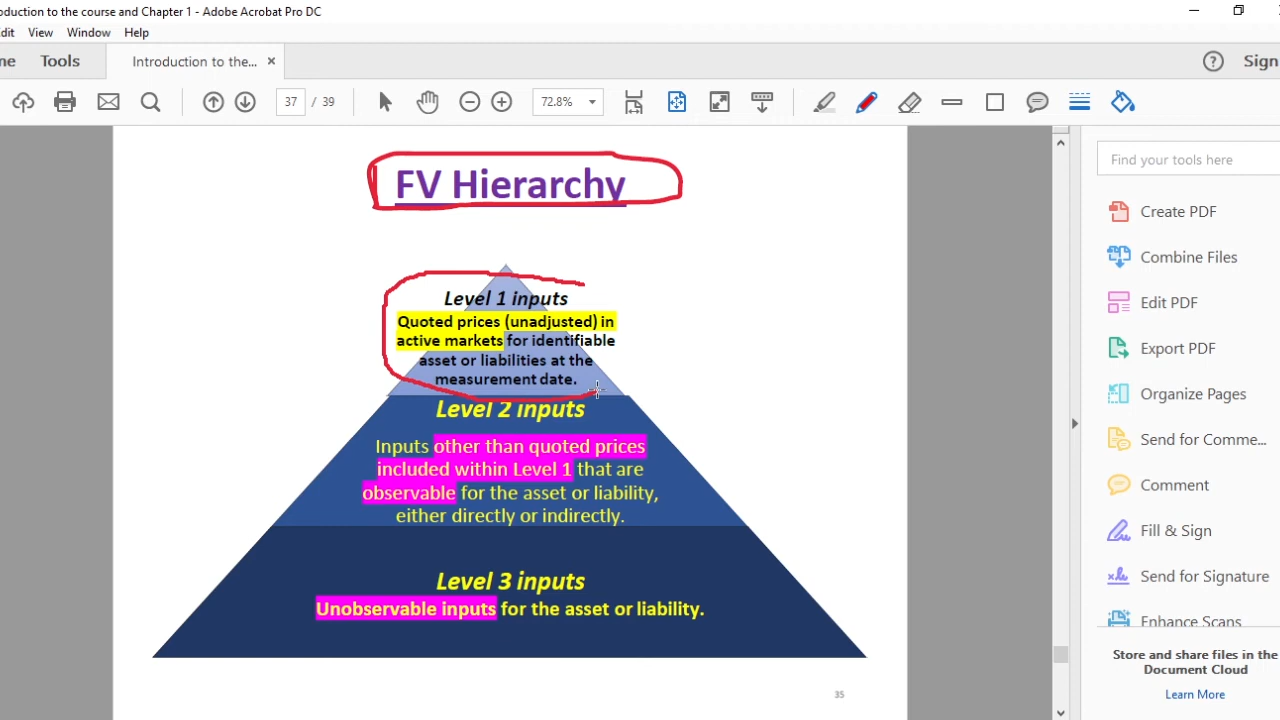 oduction to the course and Chapter 1 - Adobe Acrobat Pro DC
dit View Window Help
me Tools Introduction to the... × Sign
37 / 39 72.8%
FV Hierarchy
Level 1 inputs
Quoted prices (unadjusted) in
active markets for identifiable
asset or liabilities at the
measurement date.
Level 2 inputs
Inputs other than quoted prices
included within Level 1 that are
observable for the asset or liability,
either directly or indirectly.
Level 3 inputs
Unobservable inputs for the asset or liability.
35
Find your tools here
Create PDF
Combine Files
Edit PDF
Export PDF
Organize Pages
Send for Comme...
Comment
Fill & Sign
Send for Signature
Enhance Scans
Store and share files in the
Document Cloud
Learn More